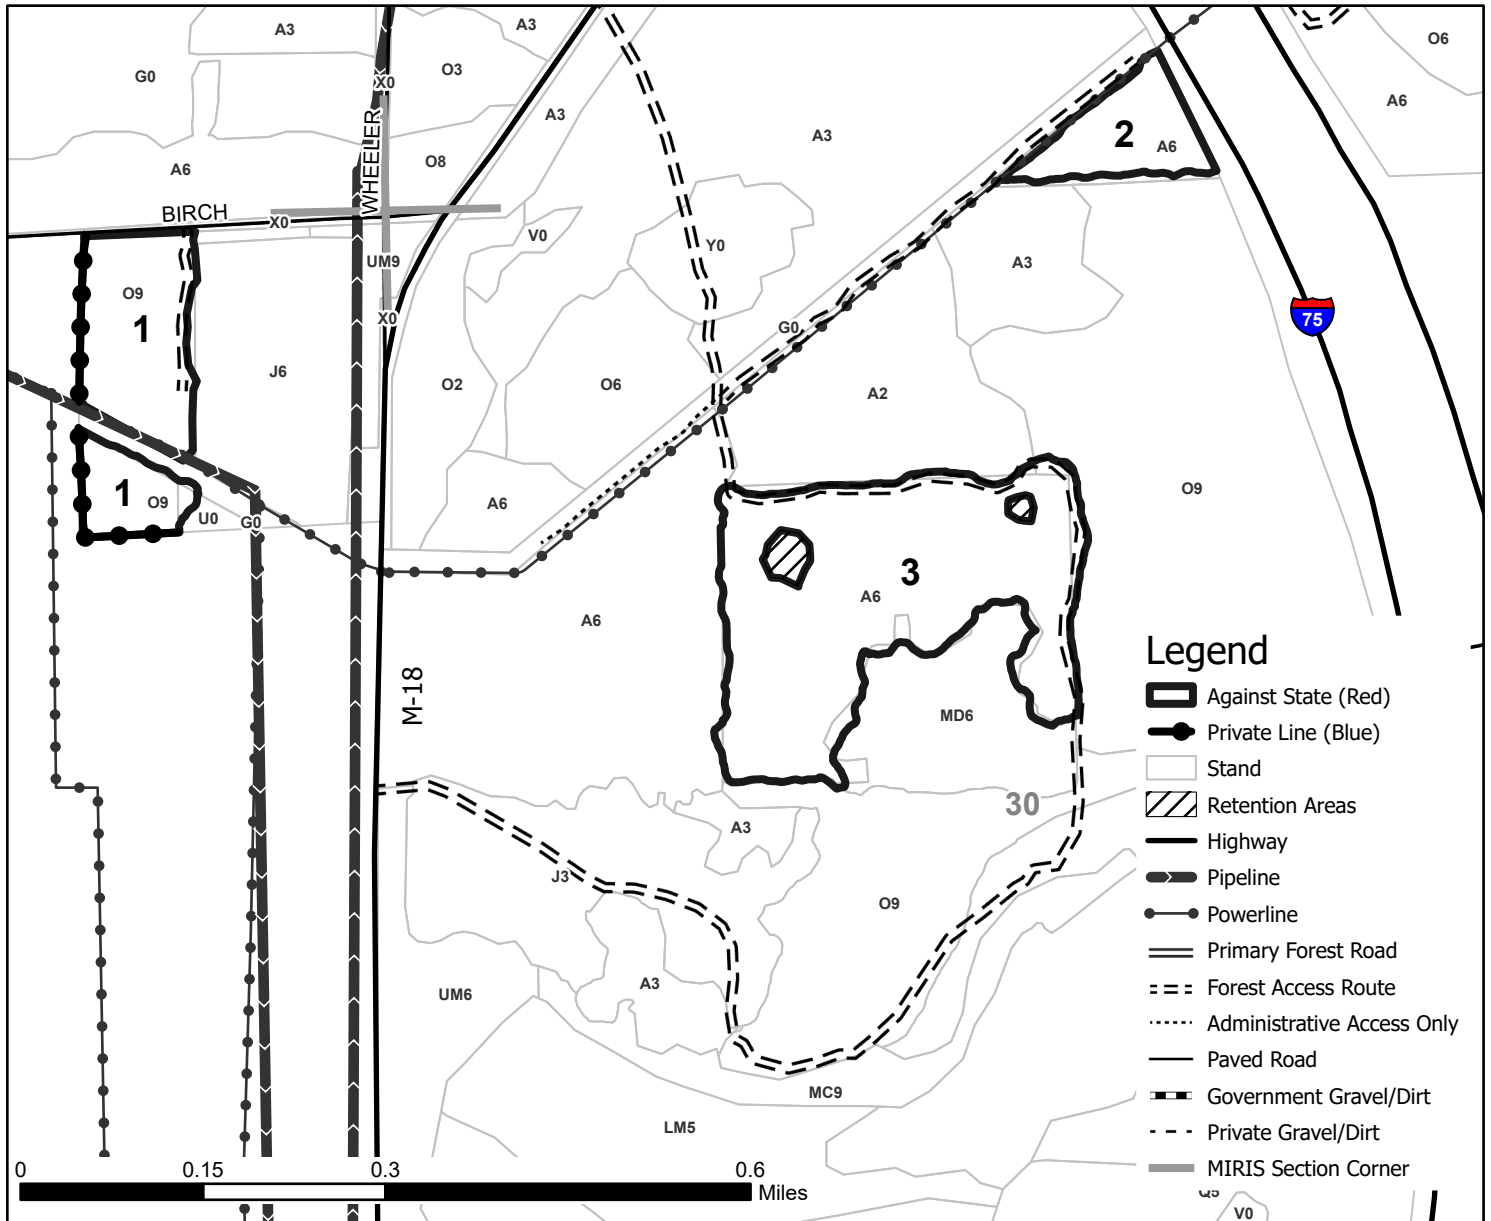 A3
A3
O6
G0
O3
X0
A6
A3
WHEELER
A3
2
A6
O8
A6
BIRCH
X0
V0
Y0
UM9
A3
O9
1
X0
G0
75
J6
O2
O6
A2
1
O9
U0
G0
A6
O9
3
A6
A6
M-18
MD6
30
A3
J3
O9
UM6
A3
MC9
LM5
Legend
Against State (Red)
Private Line (Blue)
Stand
Retention Areas
Highway
Pipeline
Powerline
Primary Forest Road
Forest Access Route
Administrative Access Only
Paved Road
Government Gravel/Dirt
Private Gravel/Dirt
MIRIS Section Corner
0 0.15 0.3 0.6
Miles
V0